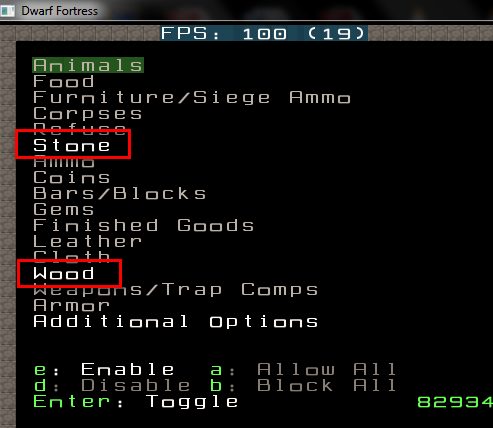 Dwarf Fortress
FPS: 100 (19)
Animals
Food
Furniture/Siege Ammo
Corpses
Refuse
Stone
Ammo
Coins
Bars/Blocks
Gems
Finished Goods
Leather
Cloth
Wood
Weapons/Trap Comps
Armor
Additional Options
e: Enable a: Allow All
d: Disable b: Block All
Enter: Toggle 82934